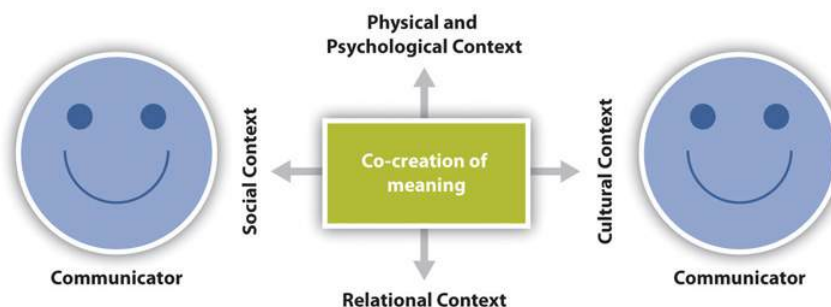 Physical and
Psychological Context
Social Context
Co-creation of
meaning
Cultural Context
Communicator
Communicator
Relational Context